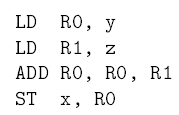 LD R0, y
LD R1, z
ADD R0, R0, R1
ST x, R0